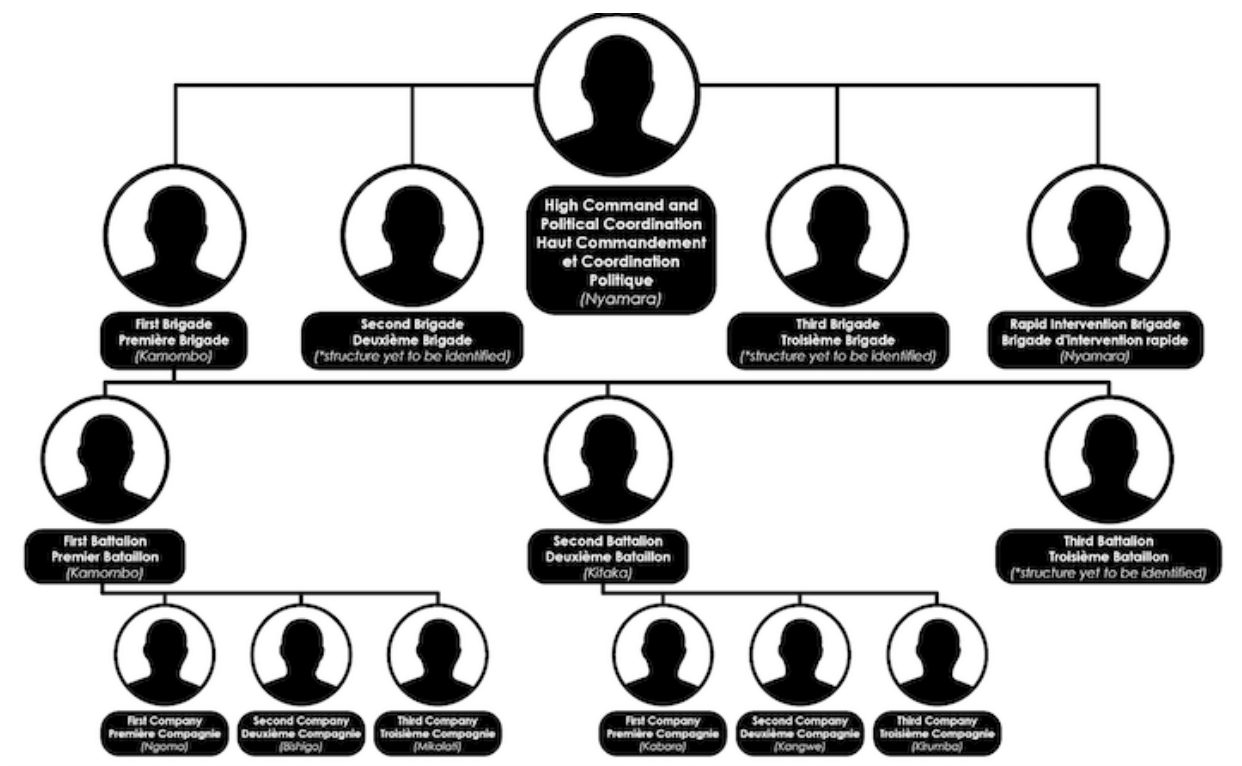 High Command and
Political Coordination
Haut Commandement
et Coordination
Politique
(Nyamara)
First Brigade
Première Brigade
(Kamombo)
Second Brigade
Deuxième Brigade
(*structure yet to be identified)
Third Brigade
Troisième Brigade
(*structure yet to be identified)
Rapid Intervention Brigade
Brigade d'intervention rapide
(Nyamara)
First Battalion
Premier Bataillon
(Kamombo)
Second Battalion
Deuxième Bataillon
(Kitaka)
Third Battalion
Troisième Bataillon
(*structure yet to be identified)
First Company
Première Compagnie
(Ngoma)
Second Company
Deuxième Compagnie
(Bishigo)
Third Company
Troisième Compagnie
(Mikalati)
First Company
Première Compagnie
(Kabara)
Second Company
Deuxième Compagnie
(Kangwe)
Third Company
Troisième Compagnie
(Kirumba)